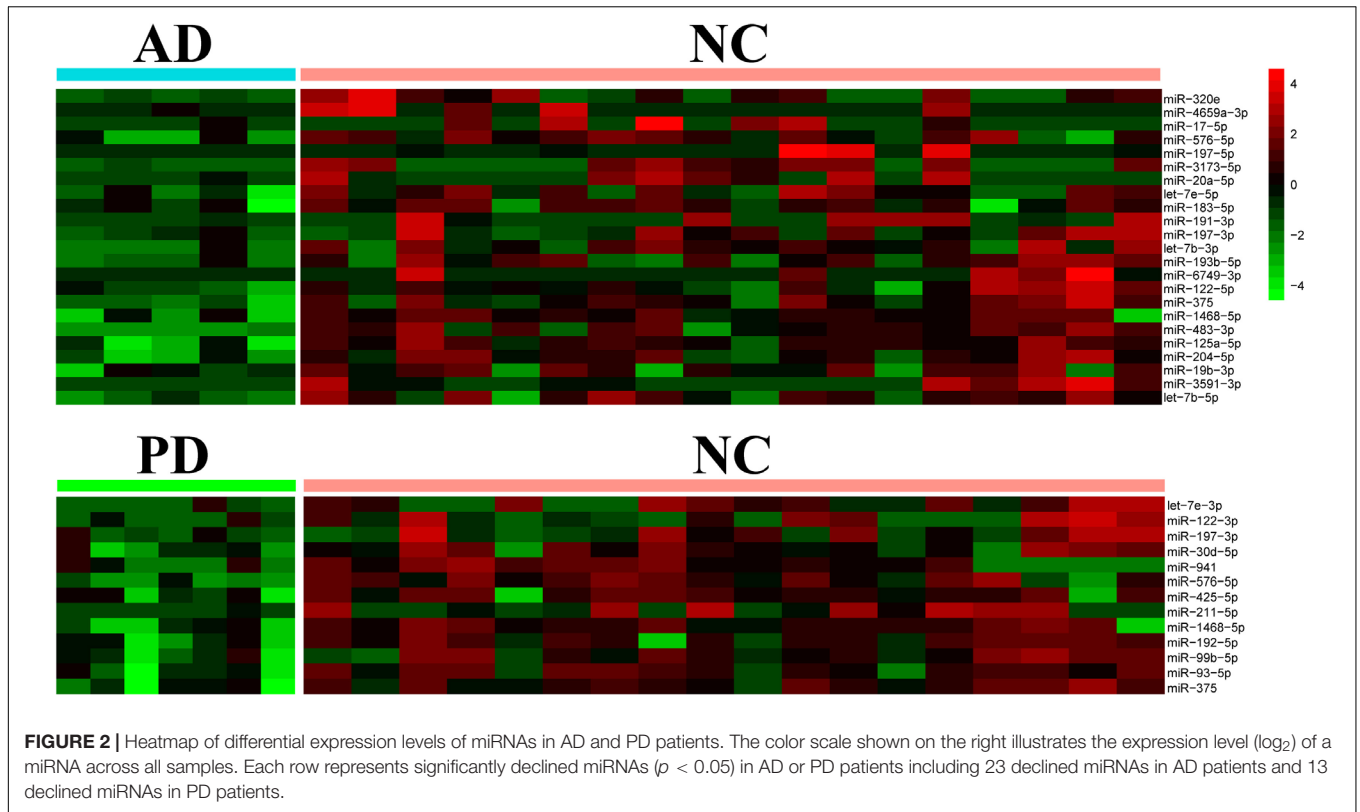 AD NC
4
2
0
−2
−4
miR−320e
miR−4659a−3p
miR−17−5p
miR−576−5p
miR−197−5p
miR−3173−5p
miR−20a−5p
let−7e−5p
miR−183−5p
miR−191−3p
miR−197−3p
let−7b−3p
miR−193b−5p
miR−6749−3p
miR−122−5p
miR−375
miR−1468−5p
miR−483−3p
miR−125a−5p
miR−204−5p
miR−19b−3p
miR−3591−3p
let−7b−5p
PD NC
let−7e−3p
miR−122−3p
miR−197−3p
miR−30d−5p
miR−941
miR−576−5p
miR−425−5p
miR−211−5p
miR−1468−5p
miR−192−5p
miR−99b−5p
miR−93−5p
miR−375
FIGURE 2 | Heatmap of differential expression levels of miRNAs in AD and PD patients. The color scale shown on the right illustrates the expression level (log₂) of a
miRNA across all samples. Each row represents significantly declined miRNAs (p < 0.05) in AD or PD patients including 23 declined miRNAs in AD patients and 13
declined miRNAs in PD patients.